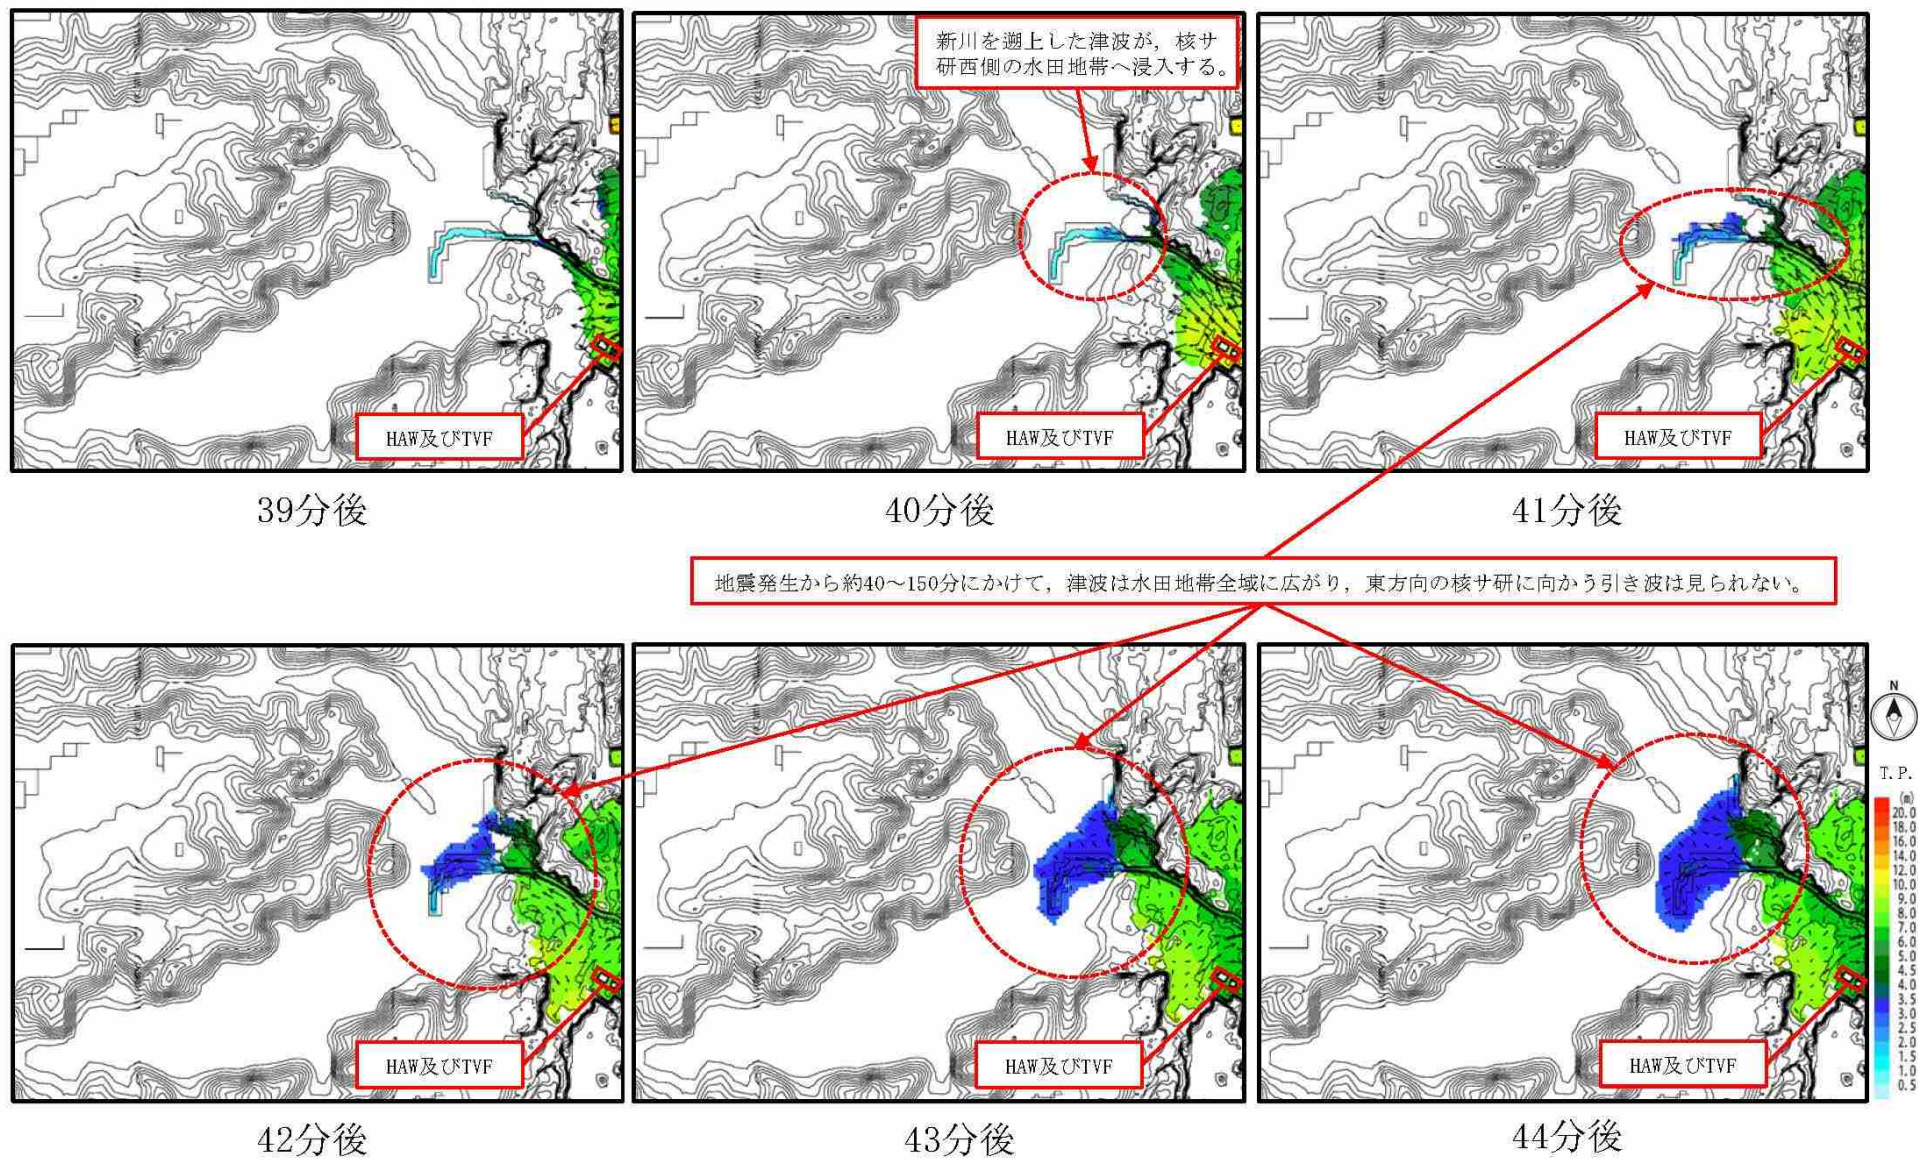 新川を遡上した津波が，核サ
研西側の水田地帯へ浸入する。
HAW及びTVF
HAW及びTVF
HAW及びTVF
39分後
40分後
41分後
地震発生から約40～150分にかけて，津波は水田地帯全域に広がり，東方向の核サ研に向かう引き波は見られない。
HAW及びTVF
HAW及びTVF
HAW及びTVF
42分後
43分後
44分後
N
T.P.
(m)
20.0
18.0
16.0
14.0
12.0
10.0
9.0
8.0
7.0
6.0
5.0
4.5
4.0
3.5
3.0
2.5
2.0
1.5
1.0
0.5